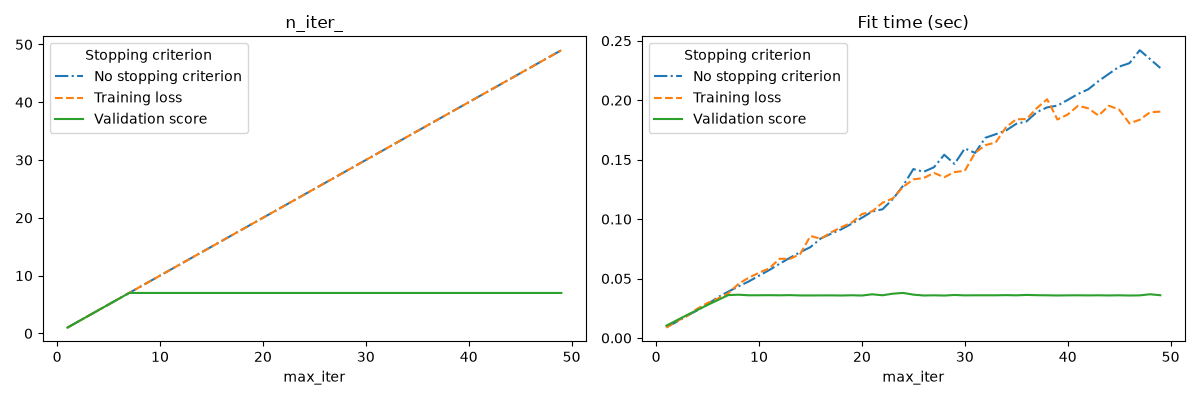 n_iter_
50
40
30
20
10
0
Stopping criterion
No stopping criterion
Training loss
Validation score
0
10
20
30
40
50
max_iter
Fit time (sec)
0.25
0.20
0.15
0.10
0.05
0.00
Stopping criterion
No stopping criterion
Training loss
Validation score
0
10
20
30
40
50
max_iter